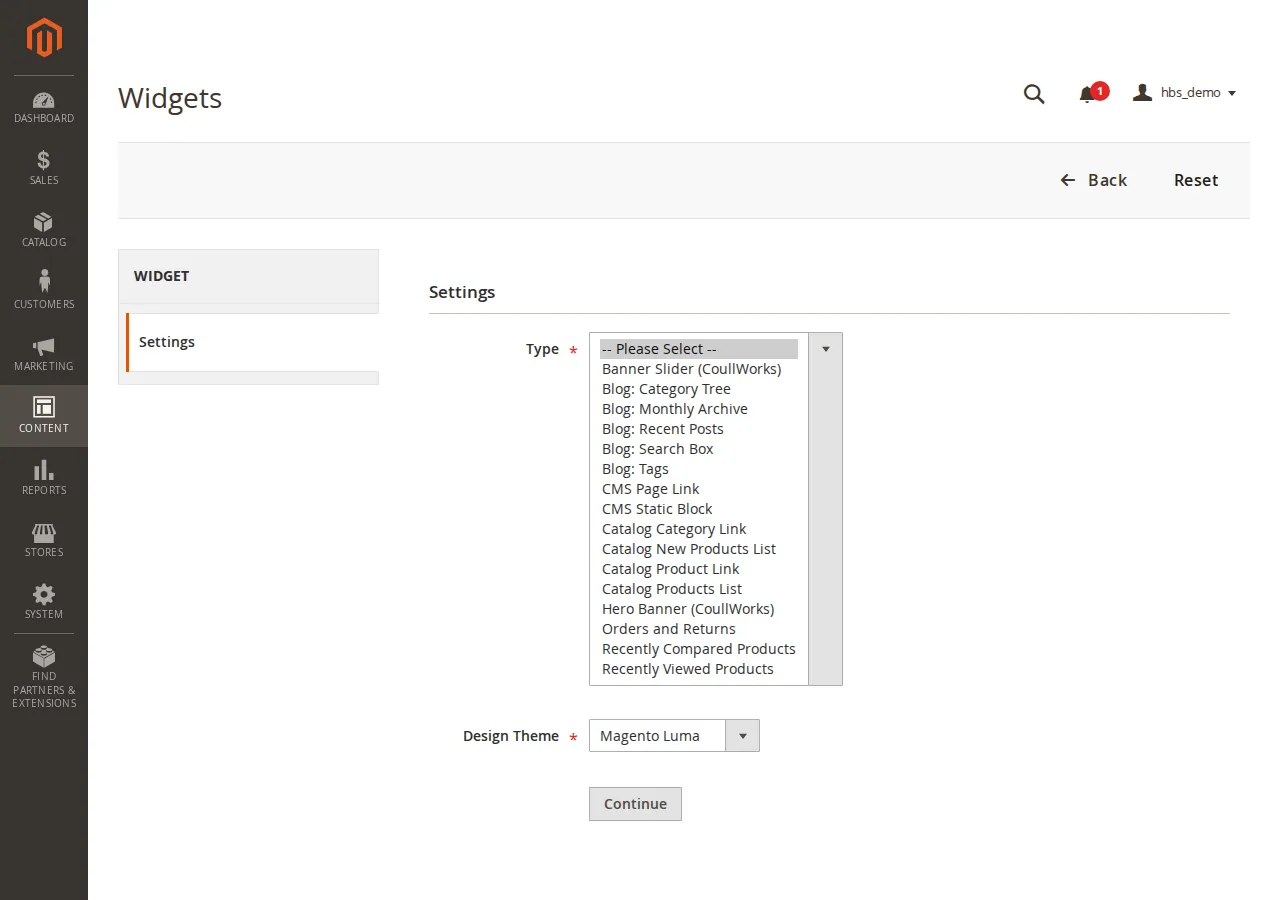 Widgets
1
hbs_demo
Back
Reset
DASHBOARD
SALES
CATALOG
CUSTOMERS
MARKETING
CONTENT
REPORTS
STORES
SYSTEM
FIND
PARTNERS &
EXTENSIONS
WIDGET
Settings
Settings
Type *
-- Please Select --
Banner Slider (CoullWorks)
Blog: Category Tree
Blog: Monthly Archive
Blog: Recent Posts
Blog: Search Box
Blog: Tags
CMS Page Link
CMS Static Block
Catalog Category Link
Catalog New Products List
Catalog Product Link
Catalog Products List
Hero Banner (CoullWorks)
Orders and Returns
Recently Compared Products
Recently Viewed Products
Design Theme *
Magento Luma
Continue